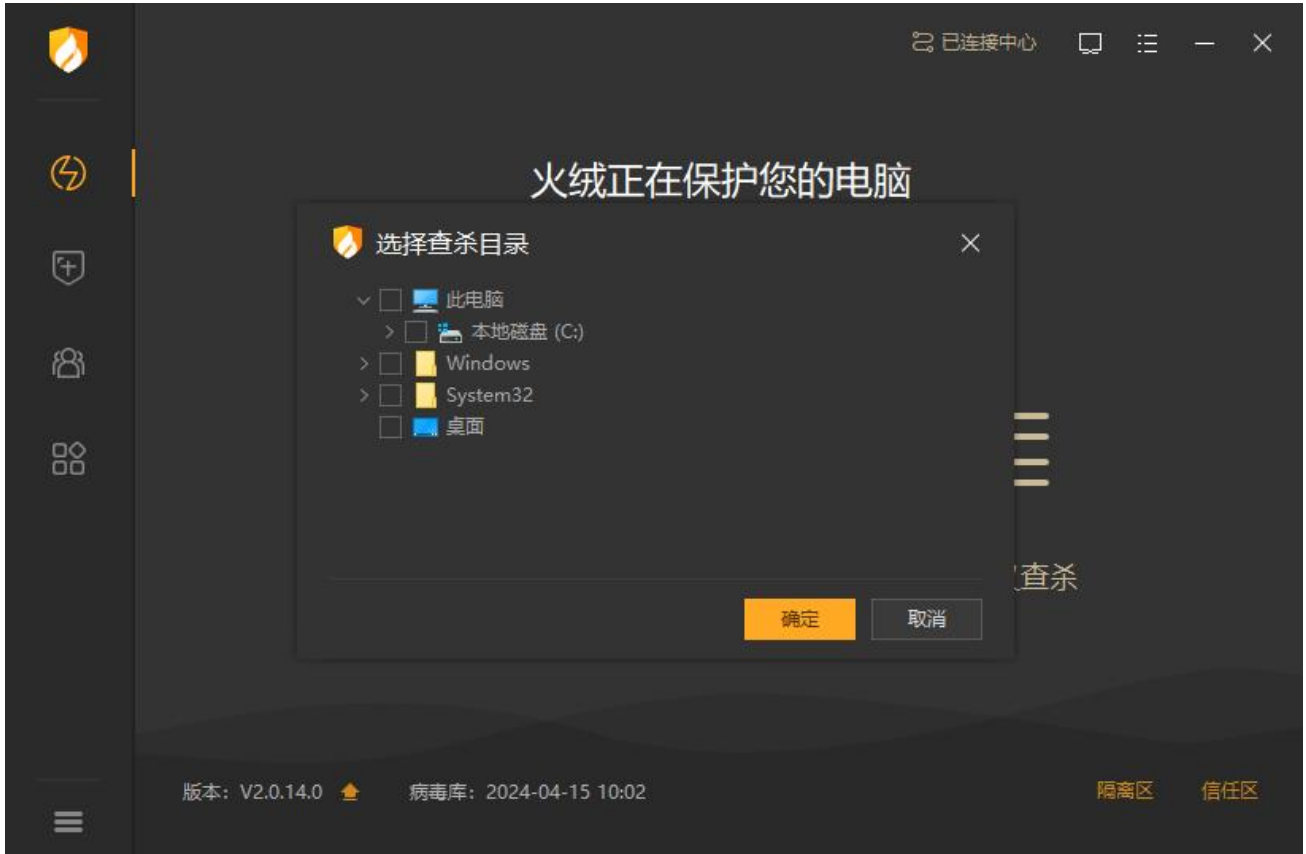 已连接中心
火绒正在保护您的电脑
选择查杀目录
此电脑
本地磁盘 (C:)
Windows
System32
桌面
查杀
确定
取消
版本：V2.0.14.0
病毒库：2024-04-15 10:02
隔离区
信任区